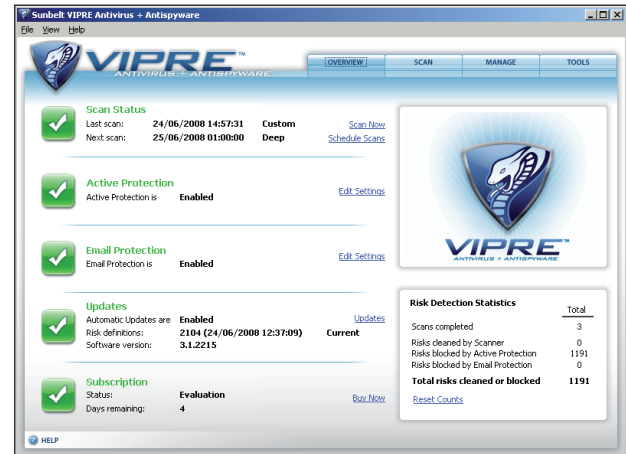 Sunbelt VIPRE Antivirus + Antispyware
File View Help
VIPRE™
ANTIVIRUS + ANTISPYWARE
OVERVIEW SCAN MANAGE TOOLS
Scan Status
Last scan: 24/06/2008 14:57:31 Custom Scan Now
Next scan: 25/06/2008 01:00:00 Deep Schedule Scans
Active Protection
Active Protection is Enabled Edit Settings
Email Protection
Email Protection is Enabled Edit Settings
Updates
Automatic Updates are Enabled Updates
Risk definitions: 2104 (24/06/2008 12:37:09) Current
Software version: 3.1.2215
Subscription
Status: Evaluation Buy Now
Days remaining: 4
VIPRE™
ANTIVIRUS + ANTISPYWARE
Risk Detection Statistics
Total
Scans completed 3
Risks cleaned by Scanner 0
Risks blocked by Active Protection 1191
Risks blocked by Email Protection 0
Total risks cleaned or blocked 1191
Reset Counts
HELP